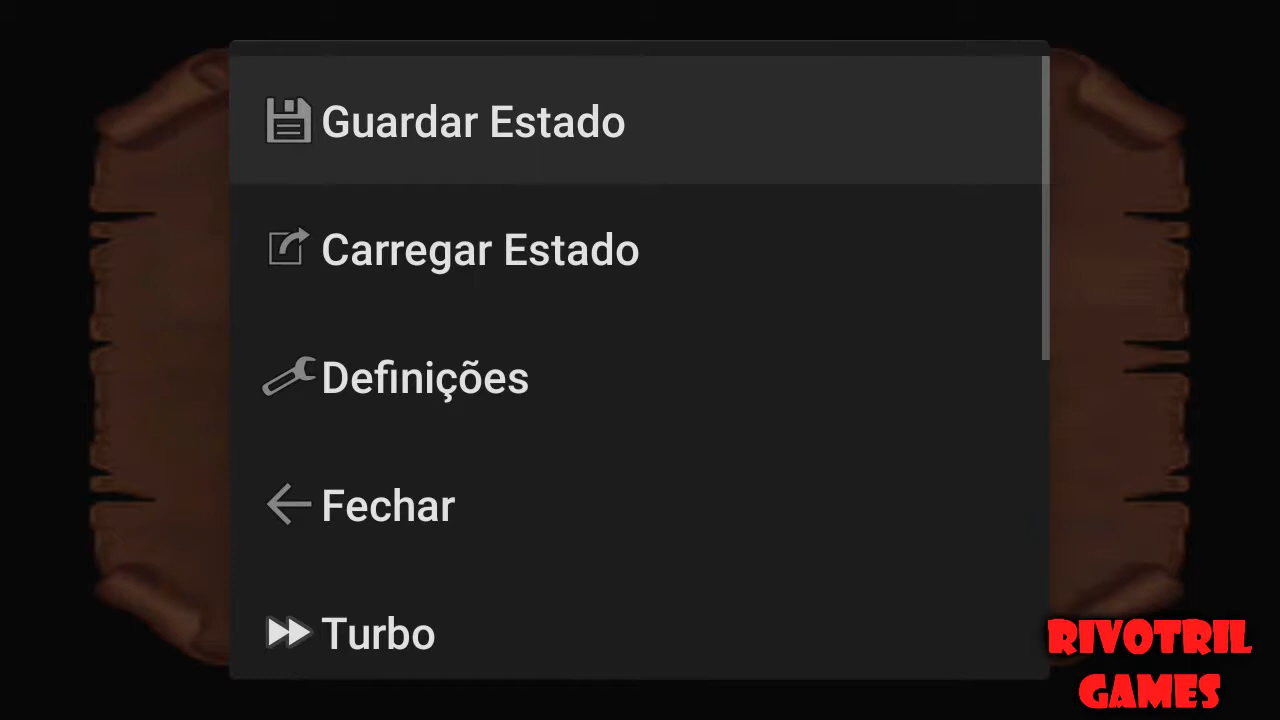 Guardar Estado
Carregar Estado
Definições
Fechar
Turbo
RIVOTRIL
GAMES